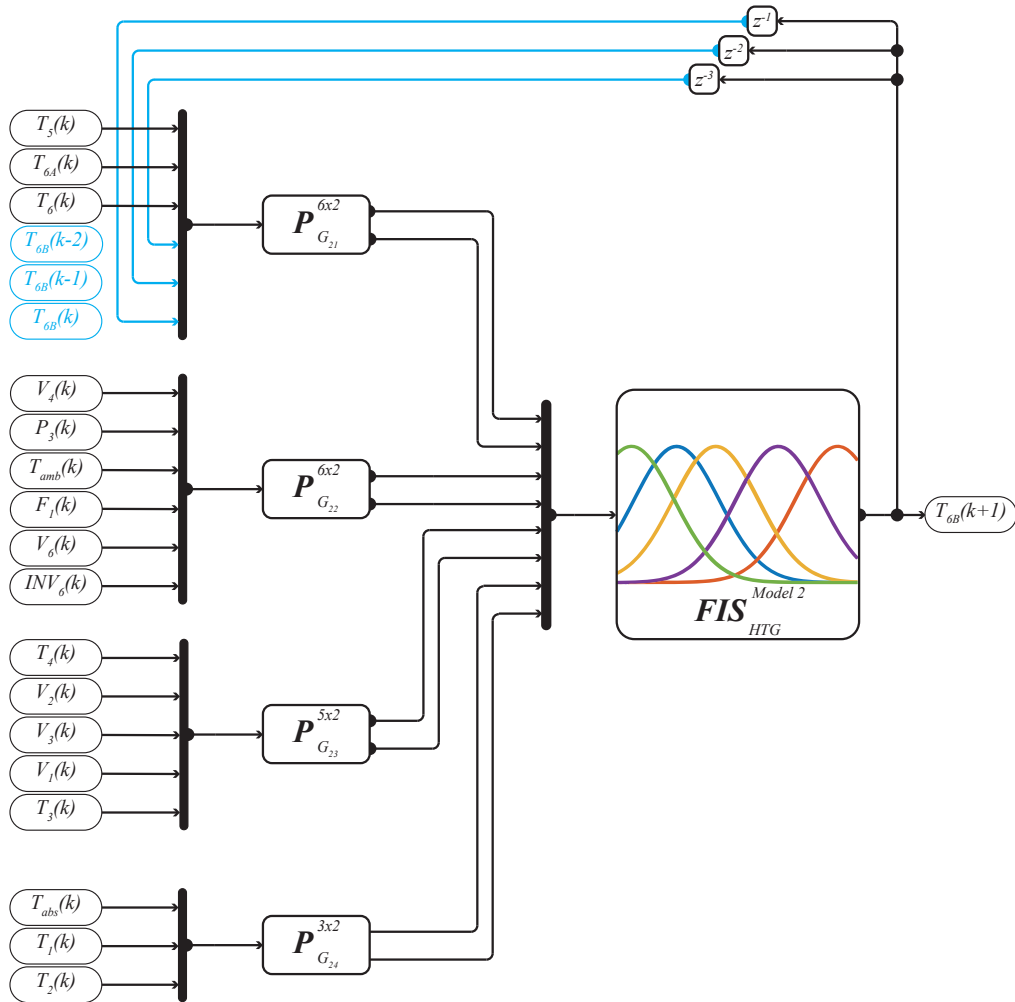 z⁻¹
z⁻²
z⁻³
T₅(k)
T₆A(k)
T₆(k)
T₆B(k-2)
T₆B(k-1)
T₆B(k)
P 6x2 G₂₁
V₄(k)
P₃(k)
Tamb(k)
F₁(k)
V₆(k)
INV₆(k)
P 6x2 G₂₂
T₄(k)
V₂(k)
V₃(k)
V₁(k)
T₃(k)
P 5x2 G₂₃
Tabs(k)
T₁(k)
T₂(k)
P 3x2 G₂₄
FIS Model 2 HTG
T₆B(k+1)